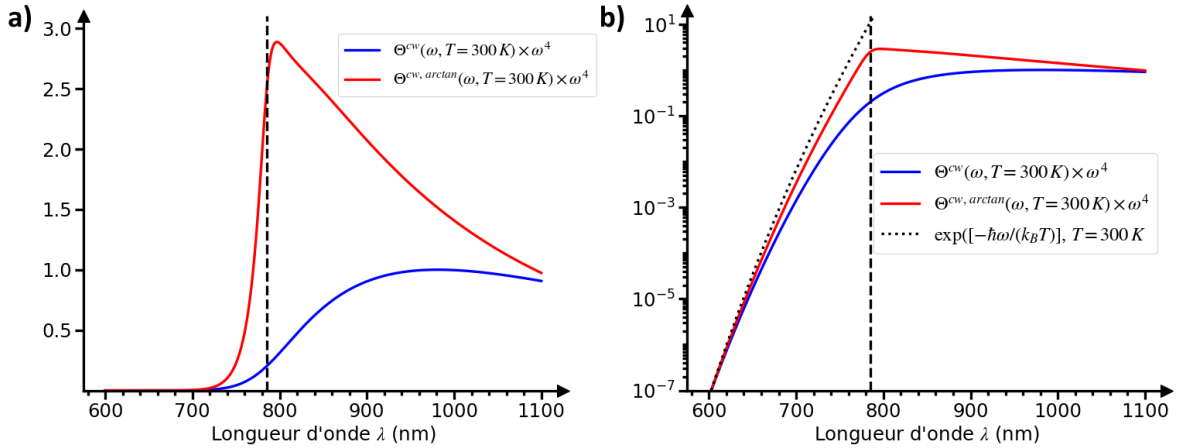 a)
3.0
2.5
2.0
1.5
1.0
0.5
Θ^{cw}(ω, T = 300 K) × ω^4
Θ^{cw, arctan}(ω, T = 300 K) × ω^4
600 700 800 900 1000 1100
Longueur d'onde λ (nm)
b)
10^1
10^{-1}
10^{-3}
10^{-5}
10^{-7}
Θ^{cw}(ω, T = 300 K) × ω^4
Θ^{cw, arctan}(ω, T = 300 K) × ω^4
exp([−ħω/(k_BT)], T = 300 K
600 700 800 900 1000 1100
Longueur d'onde λ (nm)